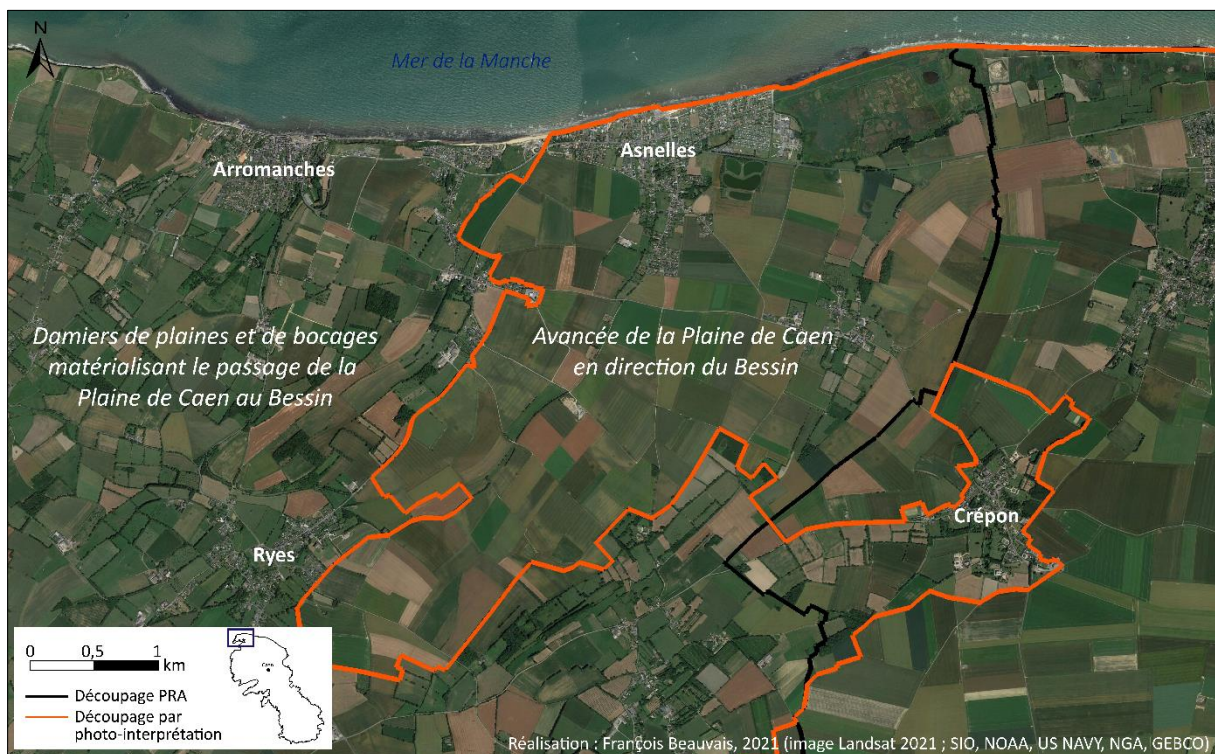 N
Mer de la Manche
Arromanches
Asnelles
Damiers de plaines et de bocages
matérialisant le passage de la
Plaine de Caen au Bessin
Avancée de la Plaine de Caen
en direction du Bessin
Crépon
Ryes
0 0,5 1
km
Caen
Découpage PRA
Découpage par
photo-interprétation
Réalisation : François Beauvais, 2021 (image Landsat 2021 ; SIO, NOAA, US NAVY, NGA, GEBCO)